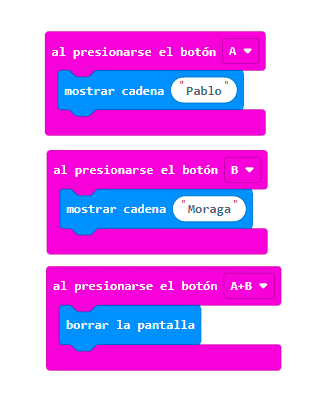 al presionarse el botón A
mostrar cadena "Pablo"
al presionarse el botón B
mostrar cadena "Moraga"
al presionarse el botón A+B
borrar la pantalla